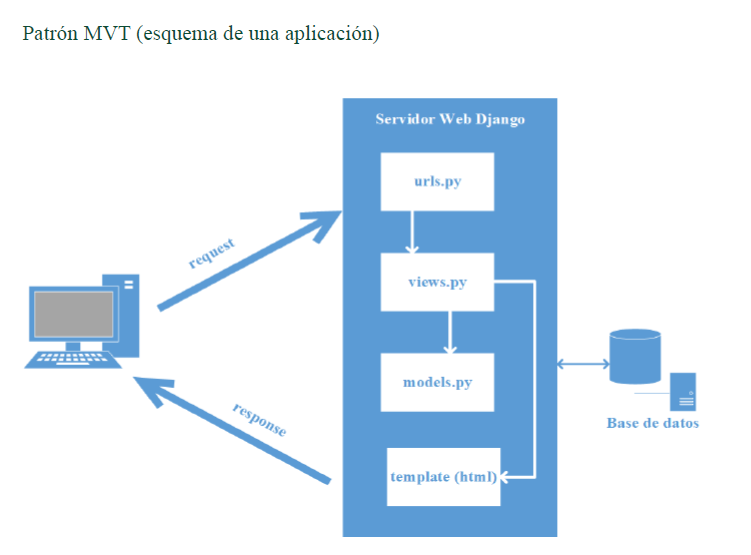 Patrón MVT (esquema de una aplicación)
Servidor Web Django
urls.py
request
views.py
models.py
Base de datos
response
template (html)